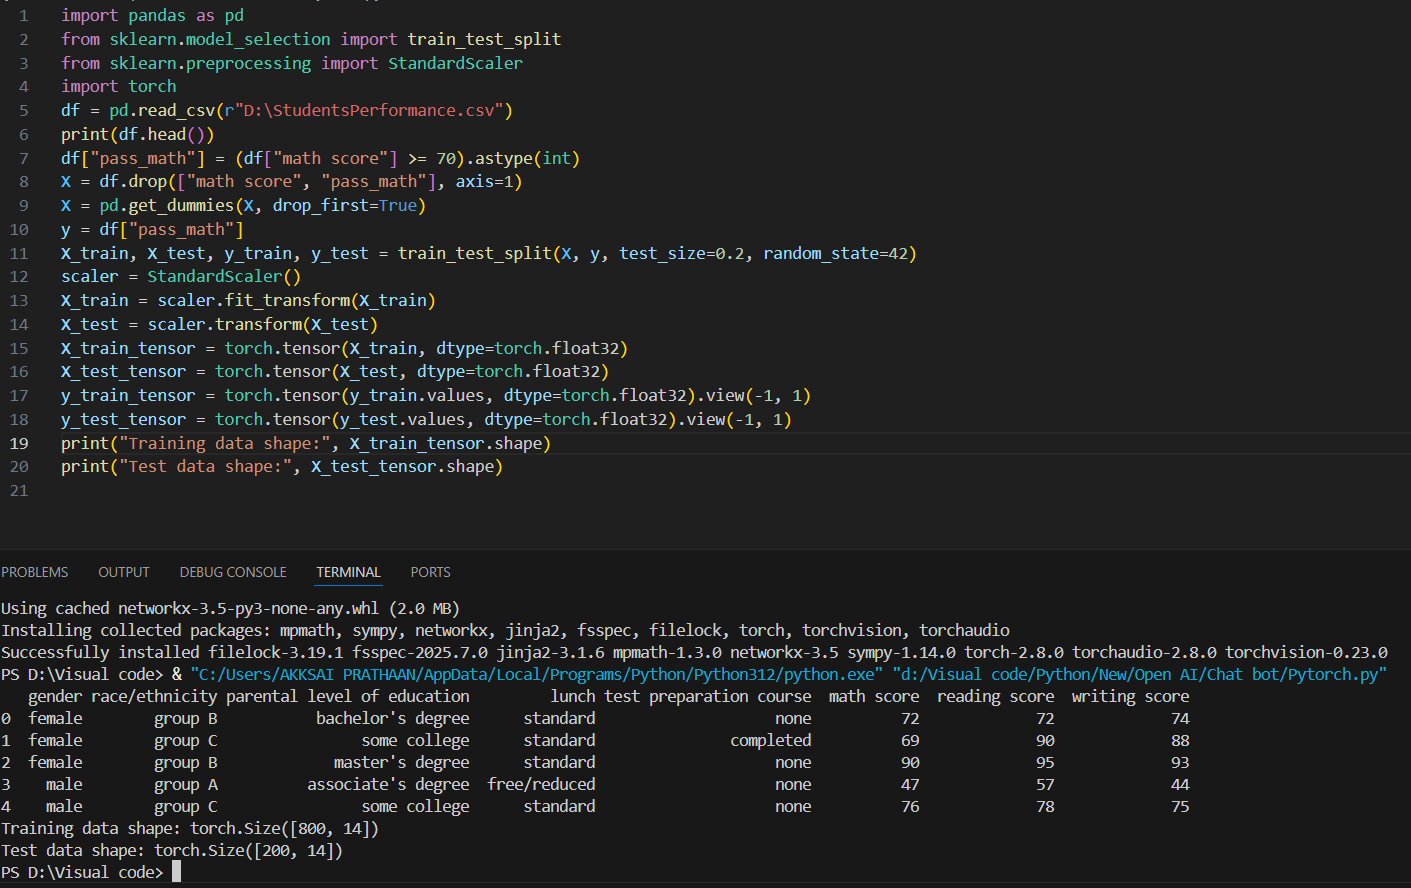 1 import pandas as pd
2 from sklearn.model_selection import train_test_split
3 from sklearn.preprocessing import StandardScaler
4 import torch
5 df = pd.read_csv(r"D:\StudentsPerformance.csv")
6 print(df.head())
7 df["pass_math"] = (df["math score"] >= 70).astype(int)
8 X = df.drop(["math score", "pass_math"], axis=1)
9 X = pd.get_dummies(X, drop_first=True)
10 y = df["pass_math"]
11 X_train, X_test, y_train, y_test = train_test_split(X, y, test_size=0.2, random_state=42)
12 scaler = StandardScaler()
13 X_train = scaler.fit_transform(X_train)
14 X_test = scaler.transform(X_test)
15 X_train_tensor = torch.tensor(X_train, dtype=torch.float32)
16 X_test_tensor = torch.tensor(X_test, dtype=torch.float32)
17 y_train_tensor = torch.tensor(y_train.values, dtype=torch.float32).view(-1, 1)
18 y_test_tensor = torch.tensor(y_test.values, dtype=torch.float32).view(-1, 1)
19 print("Training data shape:", X_train_tensor.shape)
20 print("Test data shape:", X_test_tensor.shape)
21
PROBLEMS OUTPUT DEBUG CONSOLE TERMINAL PORTS
Using cached networkx-3.5-py3-none-any.whl (2.0 MB)
Installing collected packages: mpmath, sympy, networkx, jinja2, fsspec, filelock, torch, torchvision, torchaudio
Successfully installed filelock-3.19.1 fsspec-2025.7.0 jinja2-3.1.6 mpmath-1.3.0 networkx-3.5 sympy-1.14.0 torch-2.8.0 torchaudio-2.8.0 torchvision-0.23.0
PS D:\Visual code> & "C:/Users/AKKSAI PRATHAAN/AppData/Local/Programs/Python/Python312/python.exe" "d:/Visual code/Python/New/Open AI/Chat bot/Pytorch.py"
gender race/ethnicity parental level of education lunch test preparation course math score reading score writing score
0 female group B bachelor's degree standard none 72 72 74
1 female group C some college standard completed 69 90 88
2 female group B master's degree standard none 90 95 93
3 male group A associate's degree free/reduced none 47 57 44
4 male group C some college standard none 76 78 75
Training data shape: torch.Size([800, 14])
Test data shape: torch.Size([200, 14])
PS D:\Visual code>